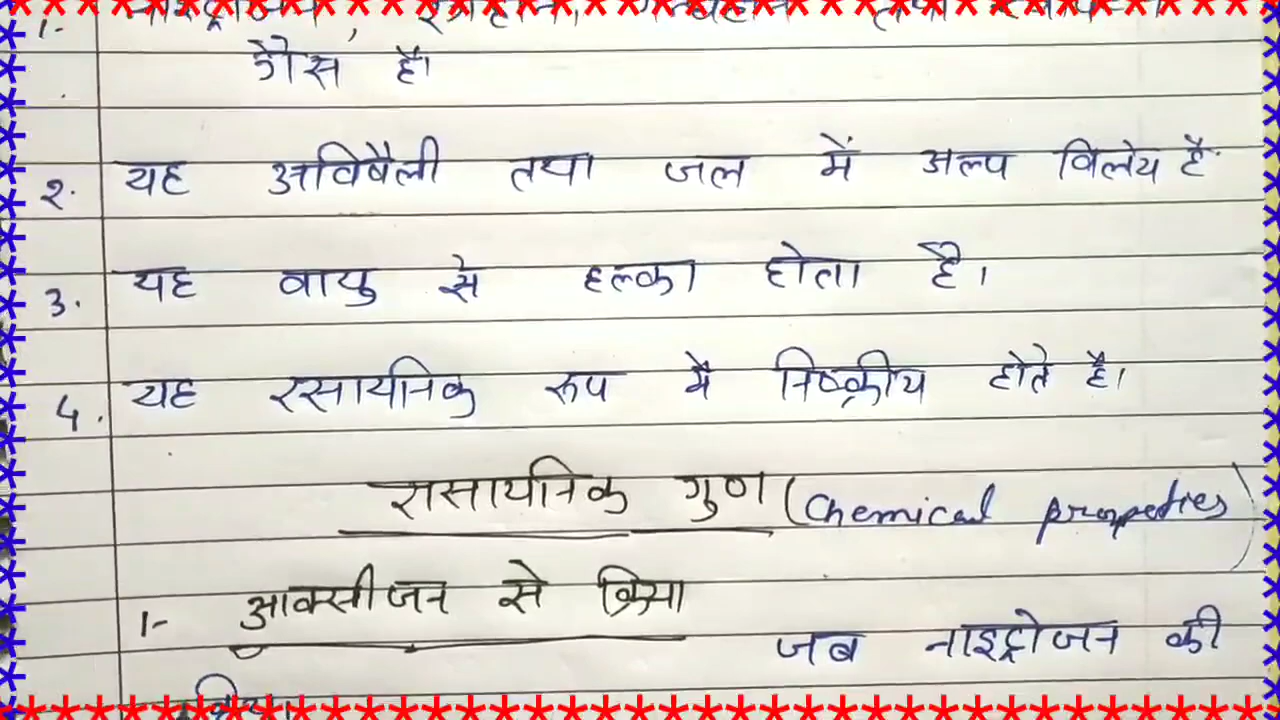 1-
गैस है।
2. यह अविषैली तथा जल में अल्प विलेय है
3. यह वायु से हल्का होता है।
4. यह रसायनिक रूप में निष्क्रीय होते है।
रासायनिक गुण (Chemical properties)
1- आक्सीजन से क्रिया
जब नाइट्रोजन की